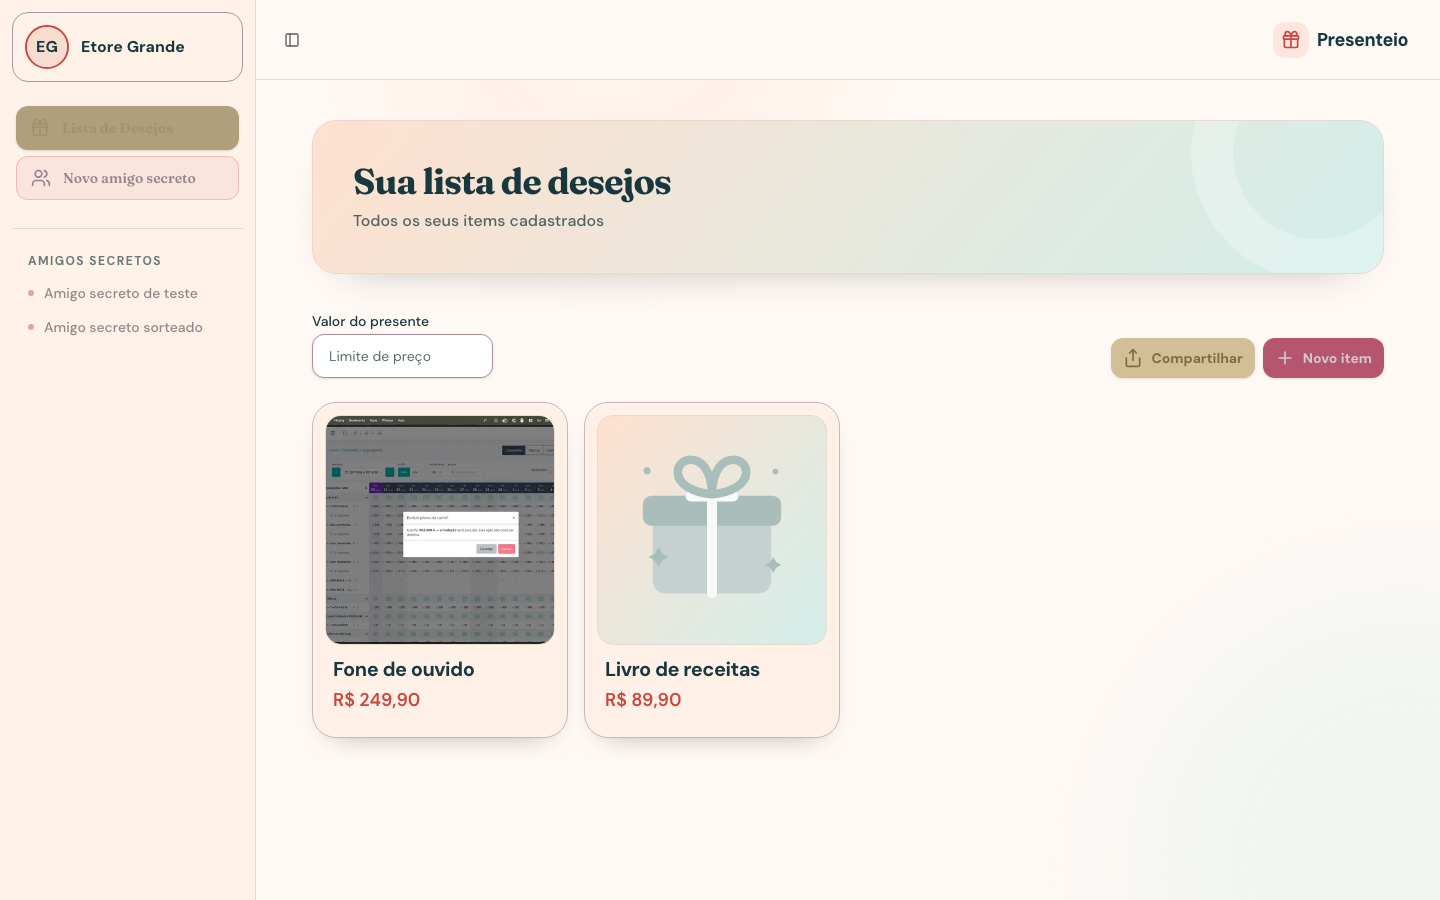 EG
Etore Grande
Lista de Desejos
Novo amigo secreto
AMIGOS SECRETOS
Amigo secreto de teste
Amigo secreto sorteado
Presenteio
Sua lista de desejos
Todos os seus items cadastrados
Valor do presente
Limite de preço
Compartilhar
Novo item
Fone de ouvido
R$ 249,90
Livro de receitas
R$ 89,90